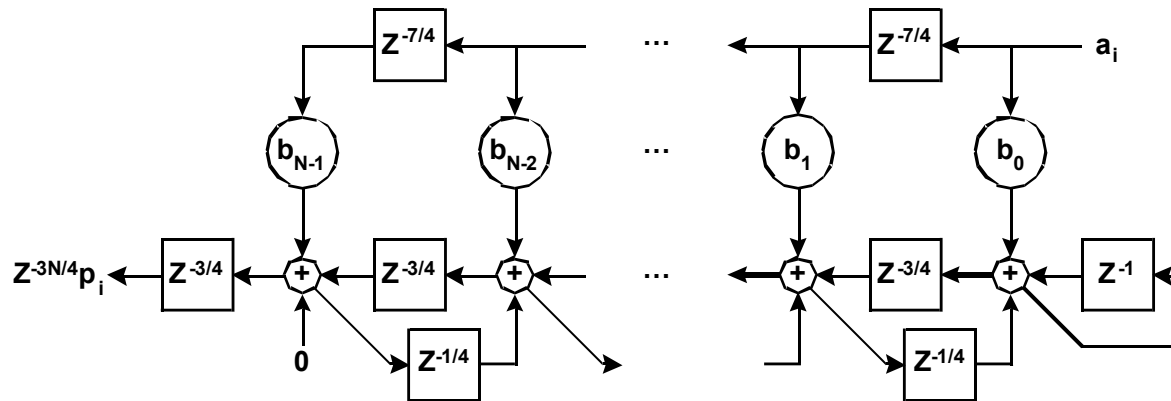 Z-7/4 ... Z-7/4 ai
bN-1 bN-2 ... b1 b0
Z-3N/4pi Z-3/4 + Z-3/4 + ... + Z-3/4 + Z-1
0 Z-1/4 Z-1/4